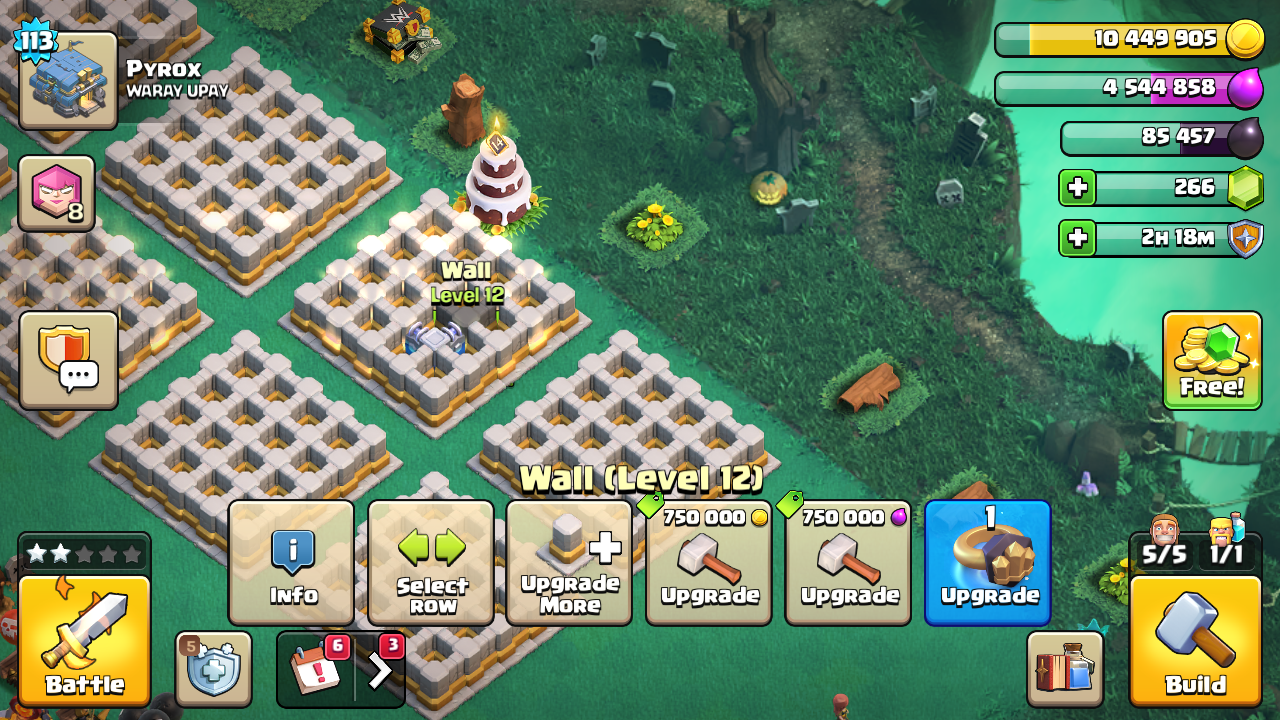 113
Pyrox
WARAY UPAY
8
10 449 905
4 544 858
85 457
266
2H 18M
14
Wall
Level 12
Free!
Wall (Level 12)
Info
Select
Row
Upgrade
More
750 000
Upgrade
750 000
Upgrade
1
Upgrade
5/5
1/1
Battle
5
6
3
Build